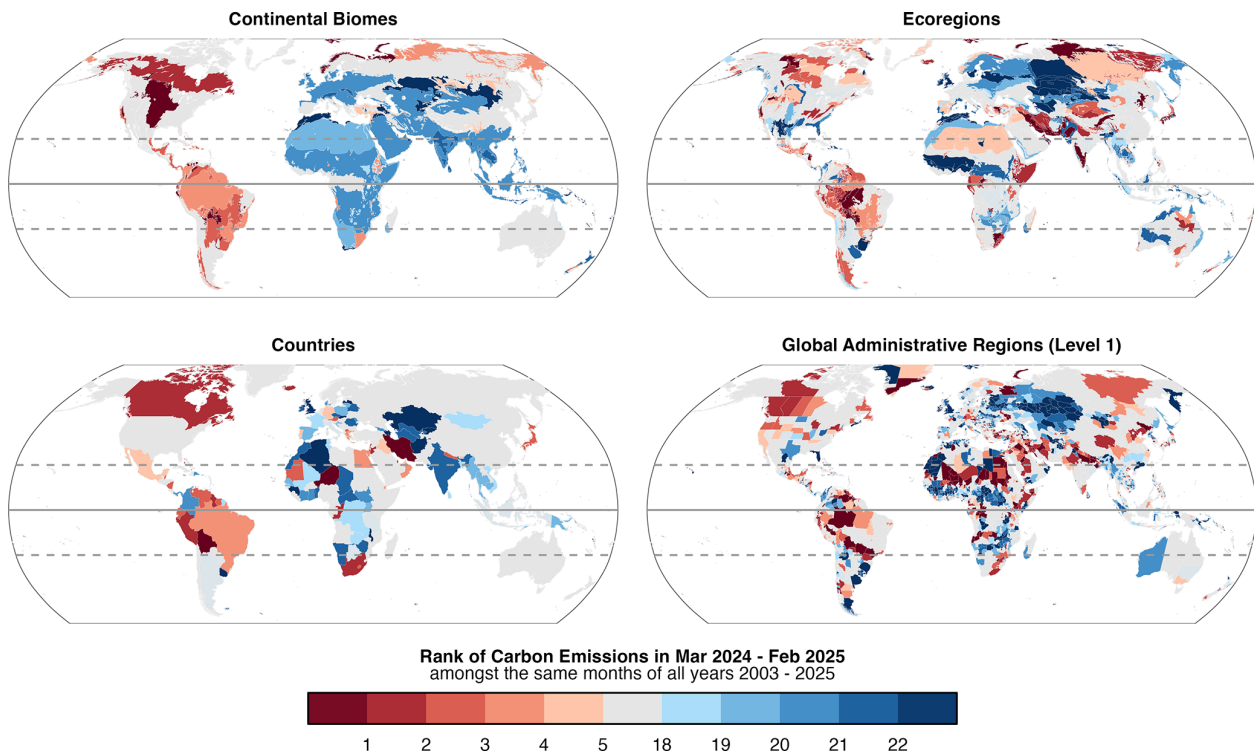 Continental Biomes
Ecoregions
Countries
Global Administrative Regions (Level 1)
Rank of Carbon Emissions in Mar 2024 - Feb 2025
amongst the same months of all years 2003 - 2025
1 2 3 4 5 18 19 20 21 22